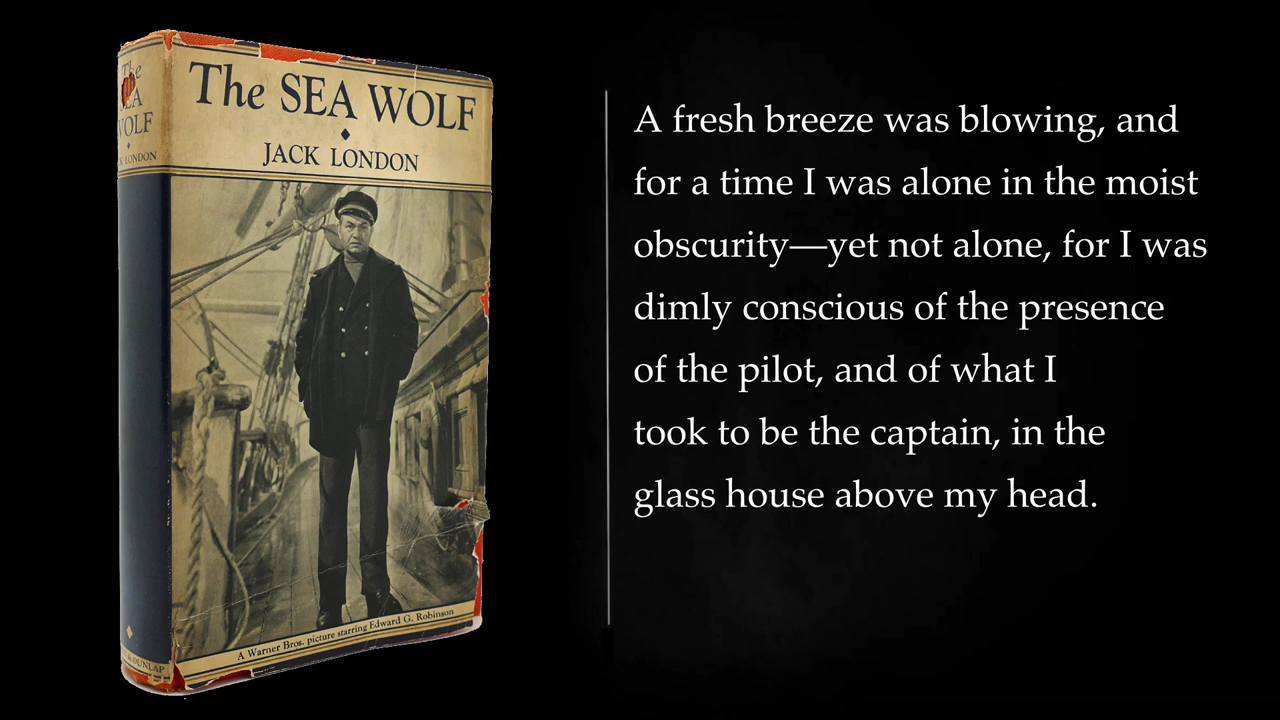 The SEA WOLF
JACK LONDON
A Warner Bros. picture starring Edward G. Robinson
The
SEA
WOLF
LONDON
DUNLAP
A fresh breeze was blowing, and
for a time I was alone in the moist
obscurity—yet not alone, for I was
dimly conscious of the presence
of the pilot, and of what I
took to be the captain, in the
glass house above my head.